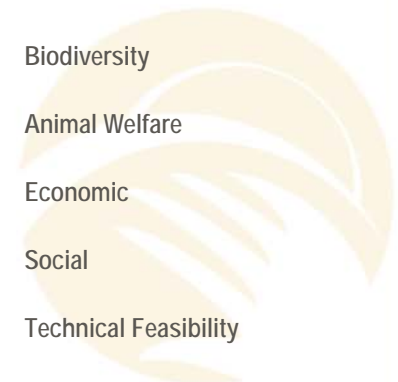 Biodiversity
Animal Welfare
Economic
Social
Technical Feasibility